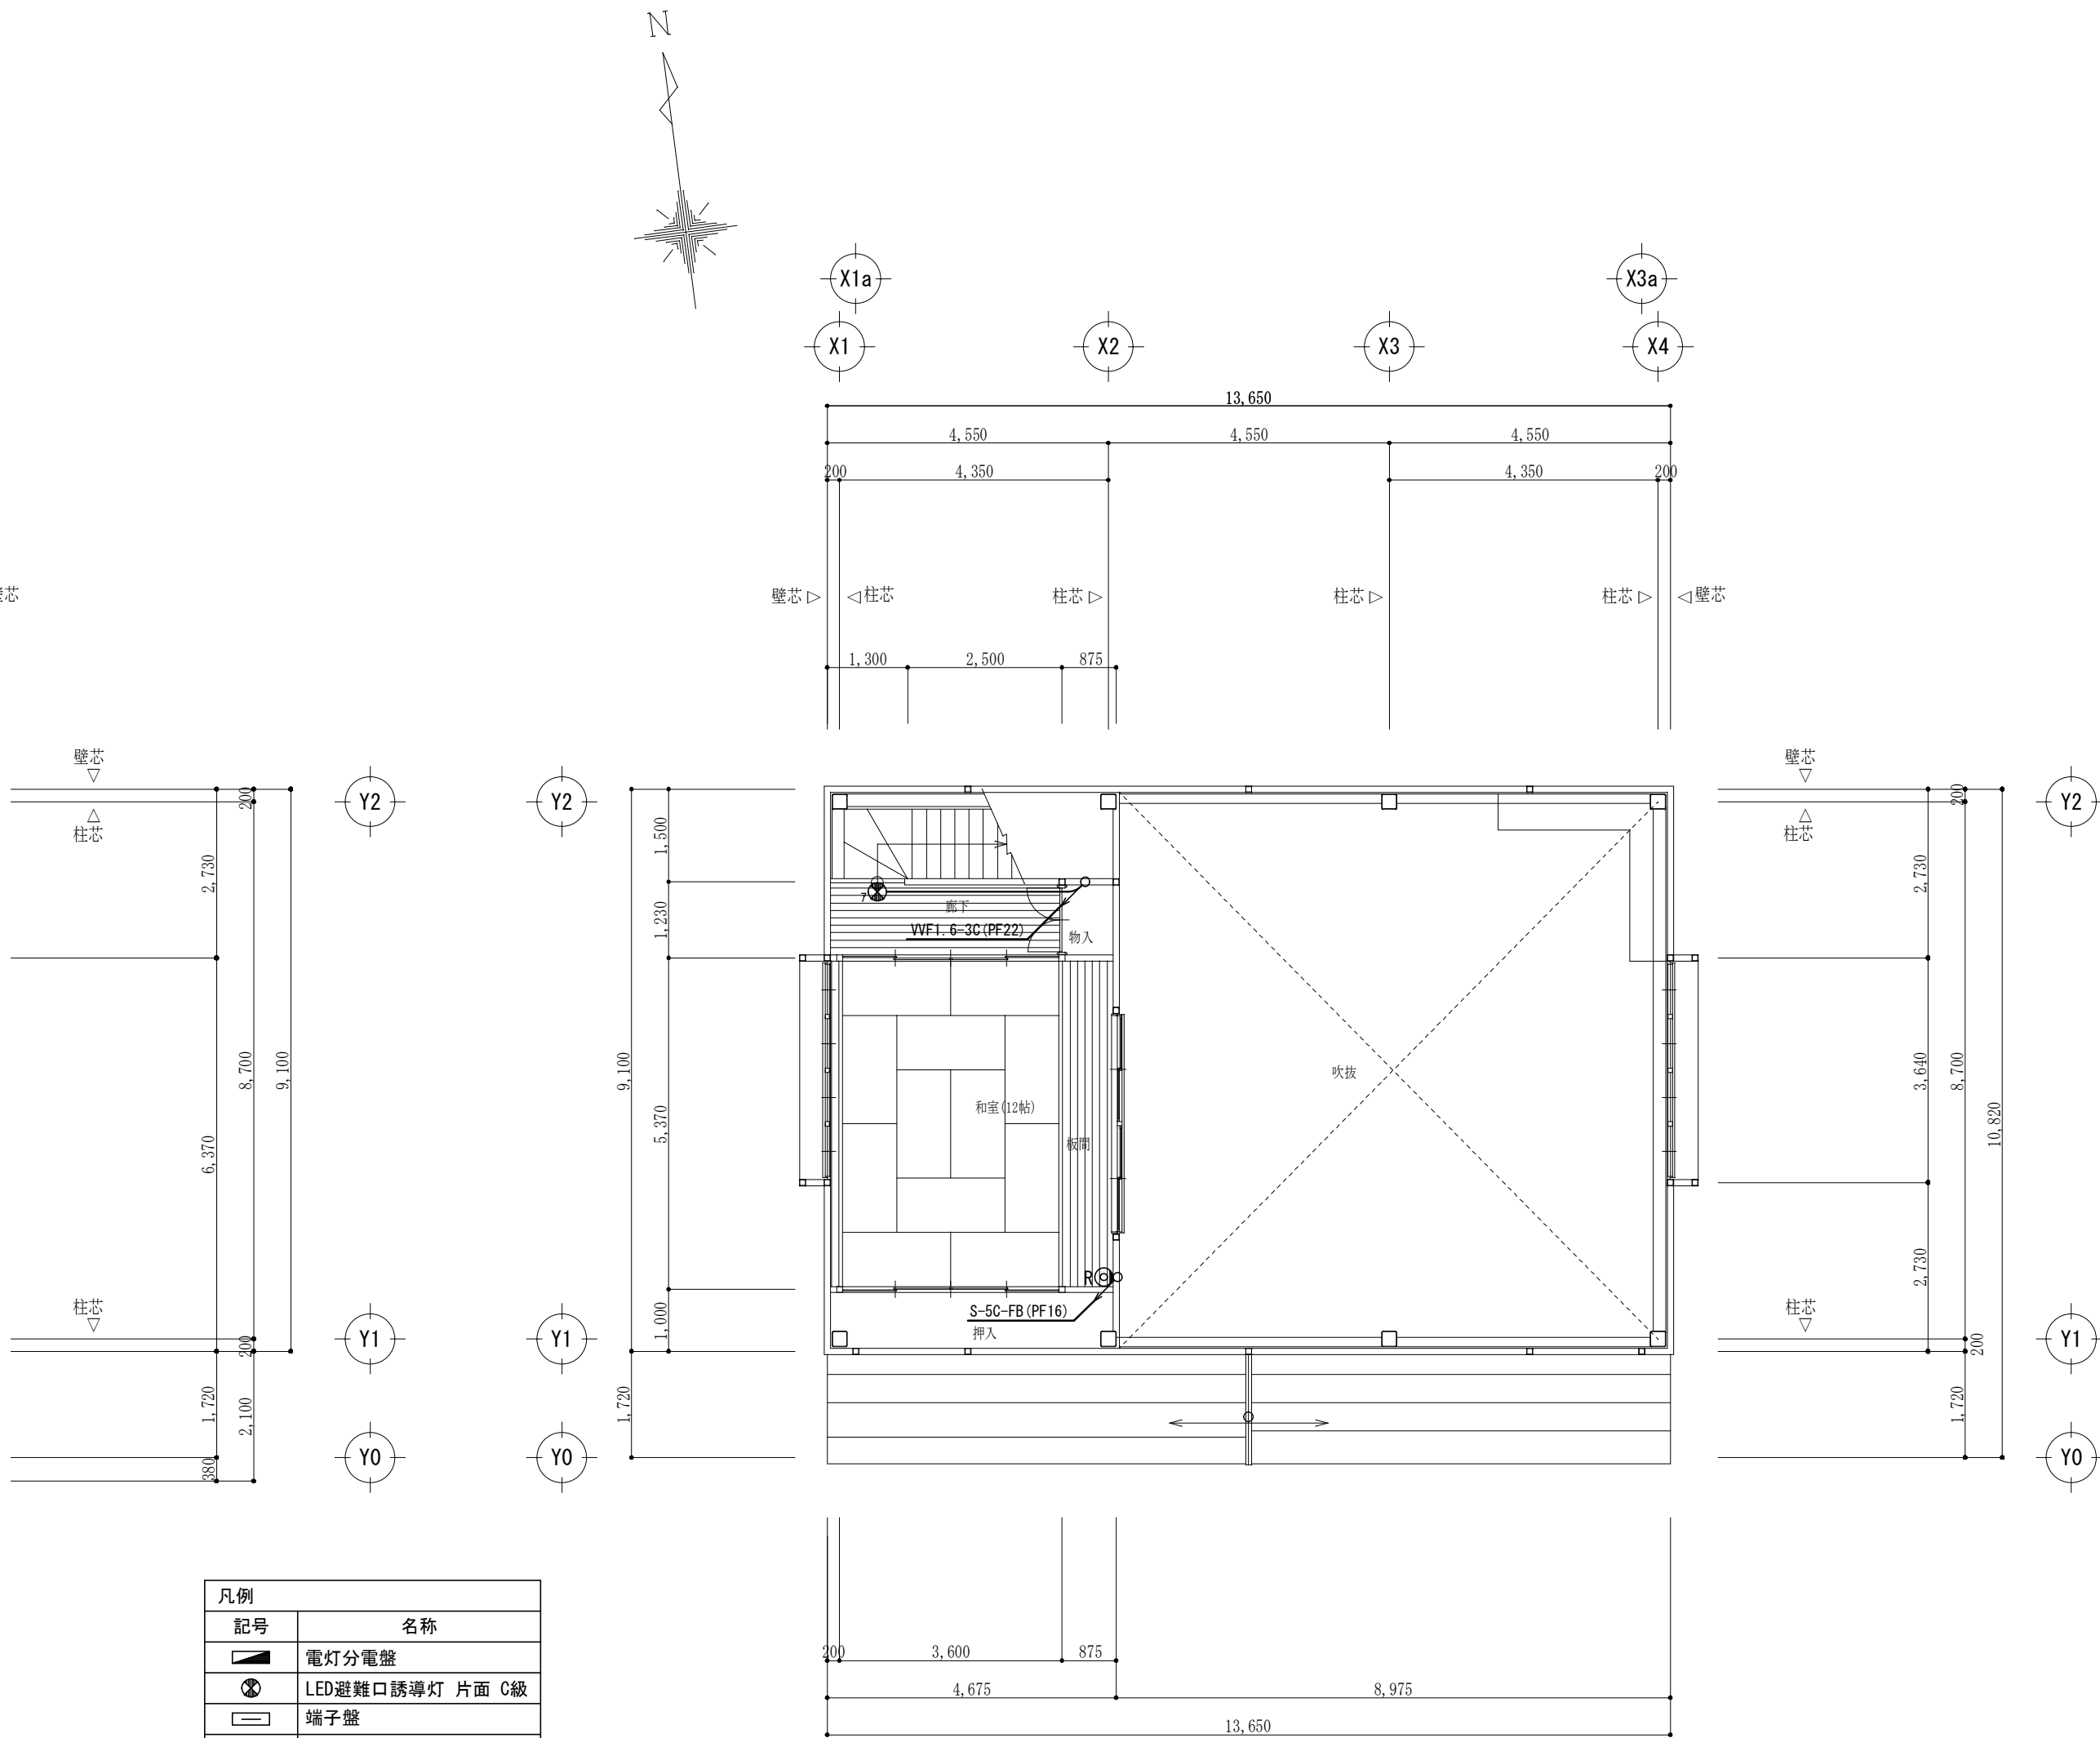 N
X1a
X3a
X1
X2
X3
X4
13,650
4,550
4,550
4,550
200
4,350
4,350
200
壁芯
柱芯
柱芯
柱芯
柱芯
壁芯
1,300
2,500
875
壁芯
柱芯
200
2,730
6,370
8,700
9,100
柱芯
200
1,720
2,100
380
Y2
Y1
Y0
Y2
Y1
Y0
1,500
1,230
9,100
5,370
1,000
1,720
7
廊下
VVF1.6-3C(PF22)
物入
和室(12帖)
板間
吹抜
R
S-5C-FB(PF16)
押入
壁芯
柱芯
200
2,730
3,640
8,700
10,820
2,730
柱芯
200
1,720
Y2
Y1
Y0
200
3,600
875
4,675
8,975
13,650
凡例
記号
名称
電灯分電盤
LED避難口誘導灯 片面 C級
端子盤